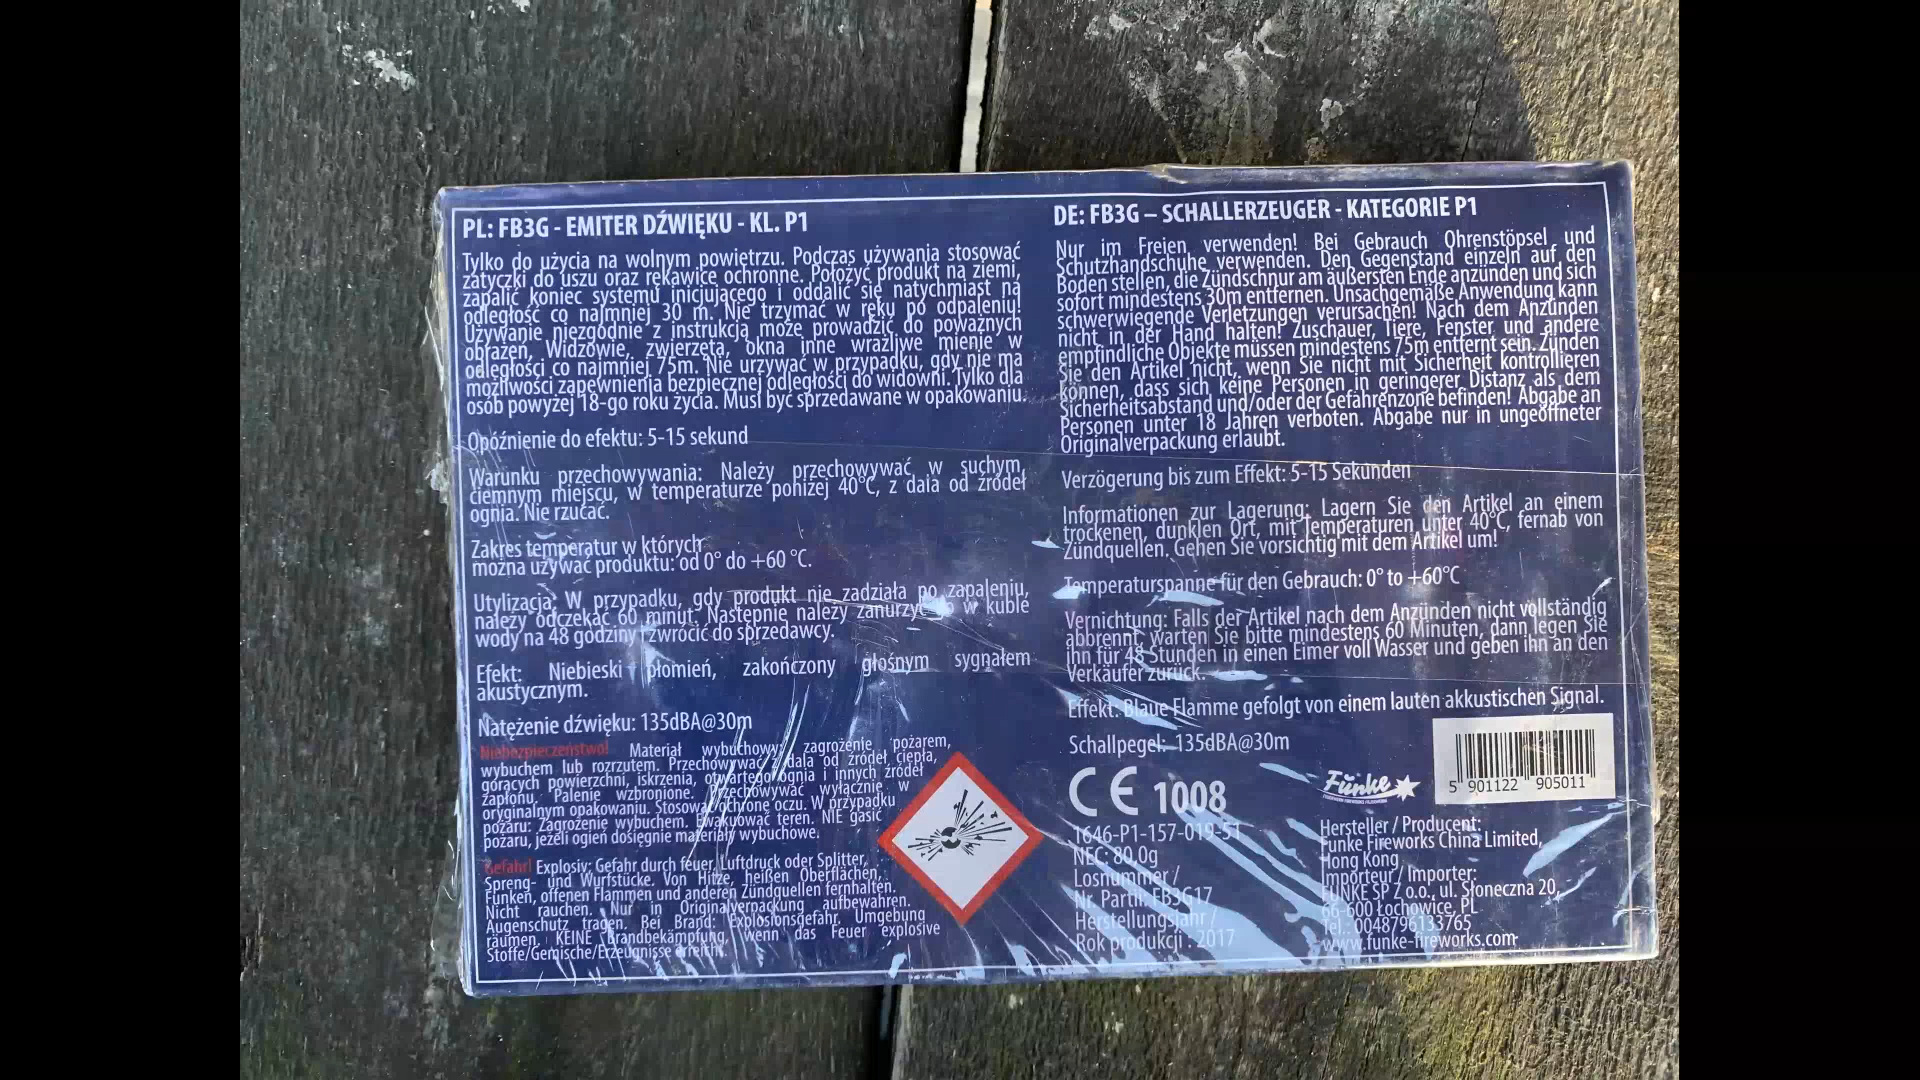 PL: FB3G - EMITER DŹWIĘKU - KL. P1
Tylko do użycia na wolnym powietrzu. Podczas używania stosować
zatyczki do uszu oraz rękawice ochronne. Położyć produkt na ziemi,
zapalić koniec systemu inicjującego i oddalić się natychmiast na
odległość co najmniej 30 m. Nie trzymać w ręku po odpaleniu!
Używanie niezgodnie z instrukcją może prowadzić do poważnych
obrażeń. Widzowie, zwierzęta, okna inne wrażliwe mienie w
odległości co najmniej 75m. Nie urzywać w przypadku, gdy nie ma
możliwości zapewnienia bezpiecznej odległości do widowni. Tylko dla
osób powyżej 18-go roku życia. Musi być sprzedawane w opakowaniu.
Opóźnienie do efektu: 5-15 sekund
Warunku przechowywania: Należy przechowywać w suchym,
ciemnym miejscu, w temperaturze poniżej 40°C, z dala od źródeł
ognia. Nie rzucać.
Zakres temperatur w których
można używać produktu: od 0° do +60 °C.
Utylizacja: W przypadku, gdy produkt nie zadziała po zapaleniu,
należy odczekać 60 minut. Następnie należy zanurzyć go w kuble
wody na 48 godziny i zwrócić do sprzedawcy.
Efekt: Niebieski płomień, zakończony głośnym sygnałem
akustycznym.
Natężenie dźwięku: 135dBA@30m
Niebezpieczeństwo! Materiał wybuchowy; zagrożenie pożarem,
wybuchem lub rozrzutem. Przechowywać z dala od źródeł ciepła,
gorących powierzchni, iskrzenia, otwartego ognia i innych źródeł
zapłonu. Palenie wzbronione. Przechowywać wyłącznie w
oryginalnym opakowaniu. Stosować ochronę oczu. W przypadku
pożaru: Zagrożenie wybuchem. Ewakuować teren. NIE gasić
pożaru, jeżeli ogień dosięgnie materiały wybuchowe.
Gefahr! Explosiv; Gefahr durch feuer, Luftdruck oder Splitter,
Spreng- und Wurfstücke. Von Hitze, heißen Oberflächen,
Funken, offenen Flammen und anderen Zündquellen fernhalten.
Nicht rauchen. Nur in Originalverpackung aufbewahren.
Augenschutz tragen. Bei Brand: Explosionsgefahr. Umgebung
räumen. KEINE Brandbekämpfung, wenn das Feuer explosive
Stoffe/Gemische/Erzeugnisse erreicht.
DE: FB3G – SCHALLERZEUGER - KATEGORIE P1
Nur im Freien verwenden! Bei Gebrauch Ohrenstöpsel und
Schutzhandschuhe verwenden. Den Gegenstand einzeln auf den
Boden stellen, die Zündschnur am äußersten Ende anzünden und sich
sofort mindestens 30m entfernen. Unsachgemäße Anwendung kann
schwerwiegende Verletzungen verursachen! Nach dem Anzünden
nicht in der Hand halten! Zuschauer, Tiere, Fenster und andere
empfindliche Objekte müssen mindestens 75m entfernt sein. Zünden
Sie den Artikel nicht, wenn Sie nicht mit Sicherheit kontrollieren
können, dass sich keine Personen in geringerer Distanz als dem
Sicherheitsabstand und/oder der Gefahrenzone befinden! Abgabe an
Personen unter 18 Jahren verboten. Abgabe nur in ungeöffneter
Originalverpackung erlaubt.
Verzögerung bis zum Effekt: 5-15 Sekunden
Informationen zur Lagerung: Lagern Sie den Artikel an einem
trockenen, dunklen Ort, mit Temperaturen unter 40°C, fernab von
Zündquellen. Gehen Sie vorsichtig mit dem Artikel um!
Temperaturspanne für den Gebrauch: 0° to +60°C
Vernichtung: Falls der Artikel nach dem Anzünden nicht vollständig
abbrennt, warten Sie bitte mindestens 60 Minuten, dann legen Sie
ihn für 48 Stunden in einen Eimer voll Wasser und geben ihn an den
Verkäufer zurück.
Effekt: Blaue Flamme gefolgt von einem lauten akkustischen Signal.
Schallpegel: 135dBA@30m
CE 1008
1646-P1-157-019-51
NEC: 80,0g
Losnummer /
Nr. Partii: FB3G17
Herstellungsjahr /
Rok produkcji : 2017
Funke
5 901122 905011
Hersteller / Producent:
Funke Fireworks China Limited,
Hong Kong
Importeur / Importer:
FUNKE SP Z o.o., ul. Słoneczna 20,
66-600 Łochowice, PL
Tel.: 0048796133765
www.funke-fireworks.com